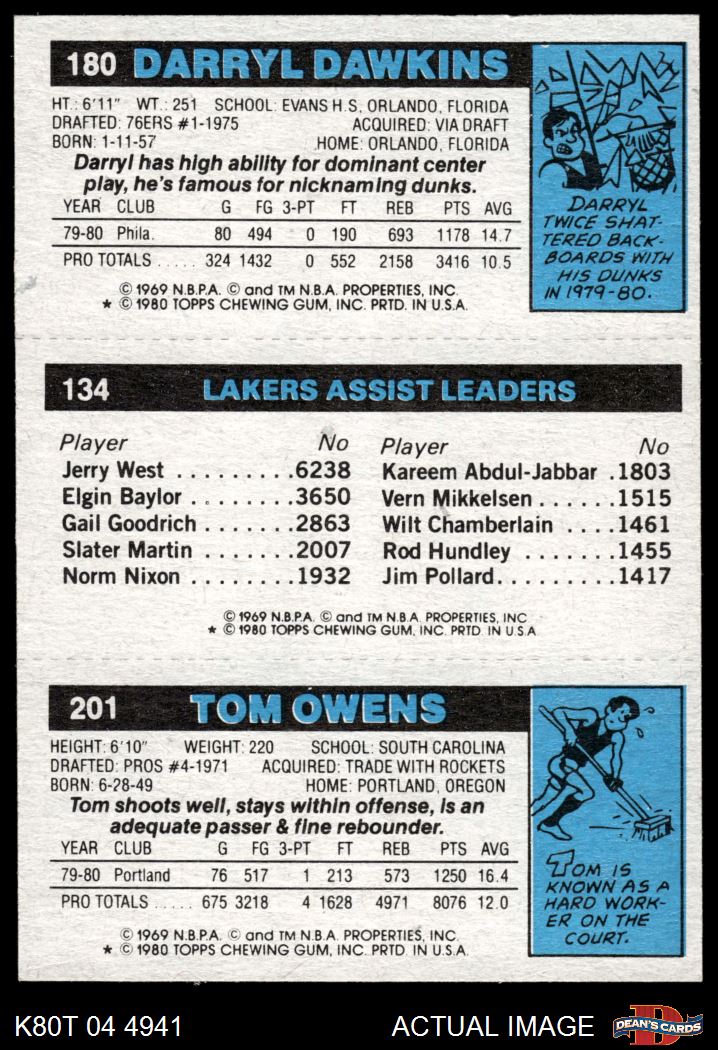 180 DARRYL DAWKINS
HT.: 6'11" WT.: 251 SCHOOL: EVANS H.S., ORLANDO, FLORIDA
DRAFTED: 76ERS #1-1975 ACQUIRED: VIA DRAFT
BORN: 1-11-57 HOME: ORLANDO, FLORIDA
Darryl has high ability for dominant center
play, he's famous for nicknaming dunks.
YEAR CLUB G FG 3-PT FT REB PTS AVG
79-80 Phila. 80 494 0 190 693 1178 14.7
PRO TOTALS ..... 324 1432 0 552 2158 3416 10.5
© 1969 N.B.P.A. © and TM N.B.A. PROPERTIES, INC.
★ © 1980 TOPPS CHEWING GUM, INC. PRTD. IN U.S.A.
DARRYL
TWICE SHAT-
TERED BACK-
BOARDS WITH
HIS DUNKS
IN 1979-80.
134 LAKERS ASSIST LEADERS
Player No Player No
Jerry West .........6238 Kareem Abdul-Jabbar .1803
Elgin Baylor ........3650 Vern Mikkelsen ......1515
Gail Goodrich .......2863 Wilt Chamberlain ....1461
Slater Martin .......2007 Rod Hundley .......1455
Norm Nixon ........1932 Jim Pollard.........1417
© 1969 N.B.P.A. © and TM N.B.A. PROPERTIES, INC
★ © 1980 TOPPS CHEWING GUM, INC. PRTD. IN U.S.A
201 TOM OWENS
HEIGHT: 6'10" WEIGHT: 220 SCHOOL: SOUTH CAROLINA
DRAFTED: PROS #4-1971 ACQUIRED: TRADE WITH ROCKETS
BORN: 6-28-49 HOME: PORTLAND, OREGON
Tom shoots well, stays within offense, is an
adequate passer & fine rebounder.
YEAR CLUB G FG 3-PT FT REB PTS AVG
79-80 Portland 76 517 1 213 573 1250 16.4
PRO TOTALS ..... 675 3218 4 1628 4971 8076 12.0
© 1969 N.B.P.A. © and TM N.B.A. PROPERTIES, INC.
★ © 1980 TOPPS CHEWING GUM, INC. PRTD. IN U.S.A.
TOM IS
KNOWN AS A
HARD WORK-
ER ON THE
COURT.
K80T 04 4941 ACTUAL IMAGE DEAN'S CARDS